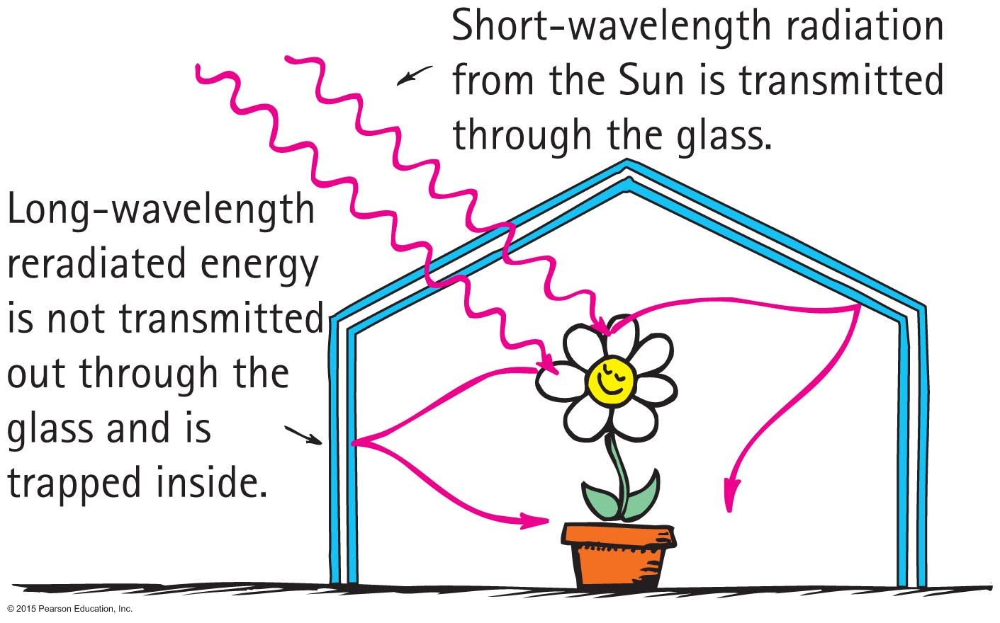 Short-wavelength radiation
from the Sun is transmitted
through the glass.
Long-wavelength
reradiated energy
is not transmitted
out through the
glass and is
trapped inside.
© 2015 Pearson Education, Inc.